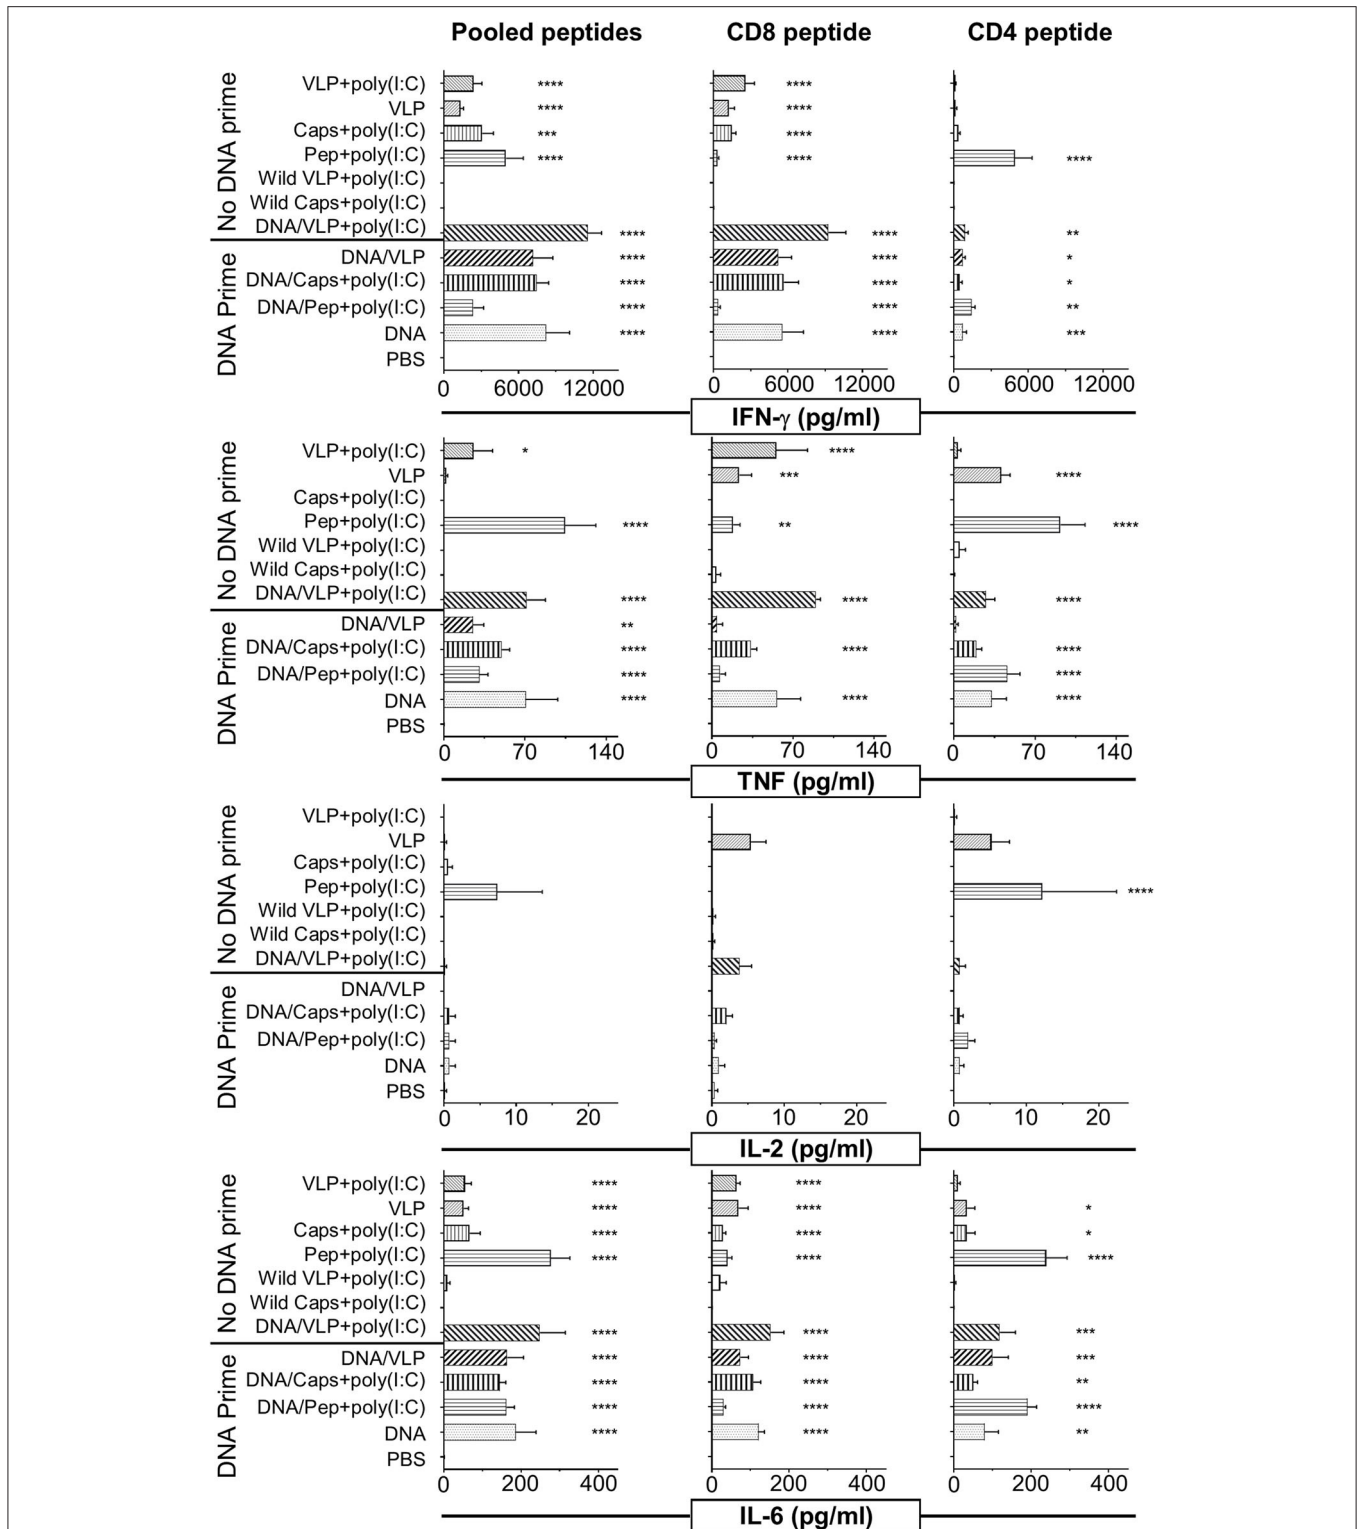 Pooled peptides CD8 peptide CD4 peptide
No DNA prime
VLP+poly(I:C) **** ****
VLP **** ****
Caps+poly(I:C) *** ****
Pep+poly(I:C) **** **** ****
Wild VLP+poly(I:C)
Wild Caps+poly(I:C)
DNA/VLP+poly(I:C) **** **** **
DNA Prime
DNA/VLP **** **** *
DNA/Caps+poly(I:C) **** **** *
DNA/Pep+poly(I:C) **** **** **
DNA **** **** ***
PBS
0 6000 12000 0 6000 12000 0 6000 12000
IFN-γ (pg/ml)
No DNA prime
VLP+poly(I:C) * ****
VLP *** ****
Caps+poly(I:C)
Pep+poly(I:C) **** ** ****
Wild VLP+poly(I:C)
Wild Caps+poly(I:C)
DNA/VLP+poly(I:C) **** **** ****
DNA Prime
DNA/VLP **
DNA/Caps+poly(I:C) **** **** ****
DNA/Pep+poly(I:C) **** ****
DNA **** **** ****
PBS
0 70 140 0 70 140 0 70 140
TNF (pg/ml)
No DNA prime
VLP+poly(I:C)
VLP
Caps+poly(I:C)
Pep+poly(I:C) ****
Wild VLP+poly(I:C)
Wild Caps+poly(I:C)
DNA/VLP+poly(I:C)
DNA Prime
DNA/VLP
DNA/Caps+poly(I:C)
DNA/Pep+poly(I:C)
DNA
PBS
0 10 20 0 10 20 0 10 20
IL-2 (pg/ml)
No DNA prime
VLP+poly(I:C) **** ****
VLP **** **** *
Caps+poly(I:C) **** **** *
Pep+poly(I:C) **** **** ****
Wild VLP+poly(I:C)
Wild Caps+poly(I:C)
DNA/VLP+poly(I:C) **** **** ***
DNA Prime
DNA/VLP **** **** ***
DNA/Caps+poly(I:C) **** **** **
DNA/Pep+poly(I:C) **** **** ****
DNA **** **** **
PBS
0 200 400 0 200 400 0 200 400
IL-6 (pg/ml)